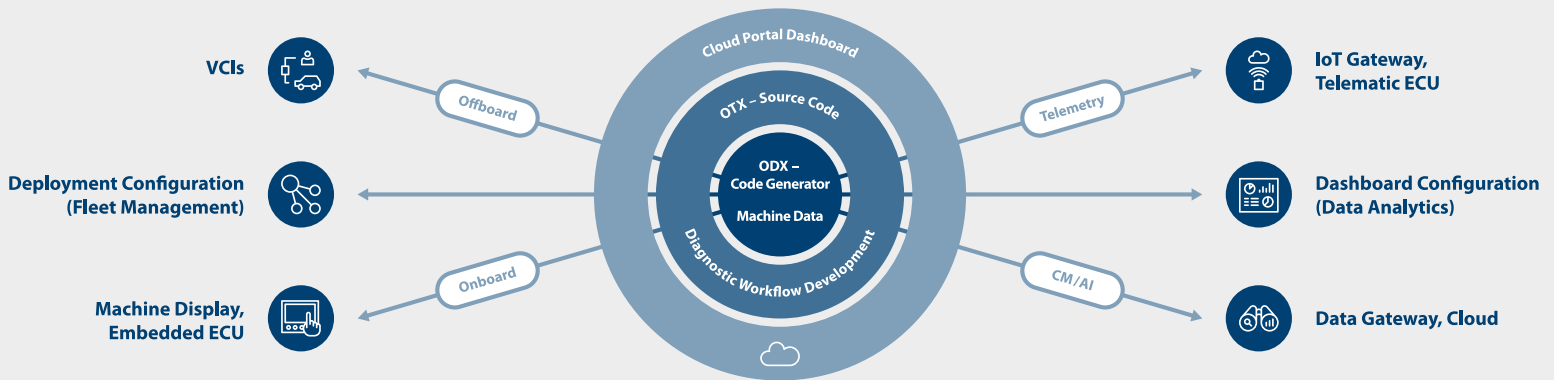 VCIs
Offboard
Deployment Configuration
(Fleet Management)
Onboard
Machine Display,
Embedded ECU
Cloud Portal Dashboard
OTX – Source Code
ODX –
Code Generator
Machine Data
Diagnostic Workflow Development
Telemetry
IoT Gateway,
Telematic ECU
Dashboard Configuration
(Data Analytics)
CM/AI
Data Gateway, Cloud